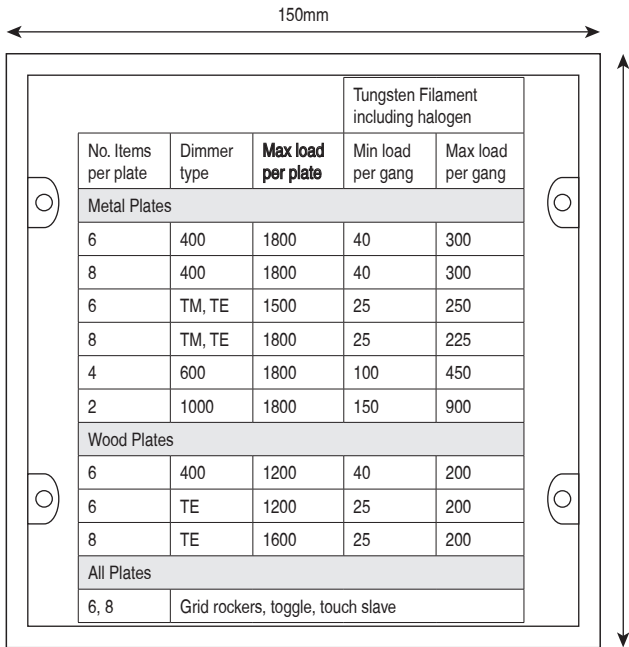 150mm
Tungsten Filament
including halogen
No. Items per plate Dimmer type Max load per plate Min load per gang Max load per gang
Metal Plates
6 400 1800 40 300
8 400 1800 40 300
6 TM, TE 1500 25 250
8 TM, TE 1800 25 225
4 600 1800 100 450
2 1000 1800 150 900
Wood Plates
6 400 1200 40 200
6 TE 1200 25 200
8 TE 1600 25 200
All Plates
6, 8 Grid rockers, toggle, touch slave